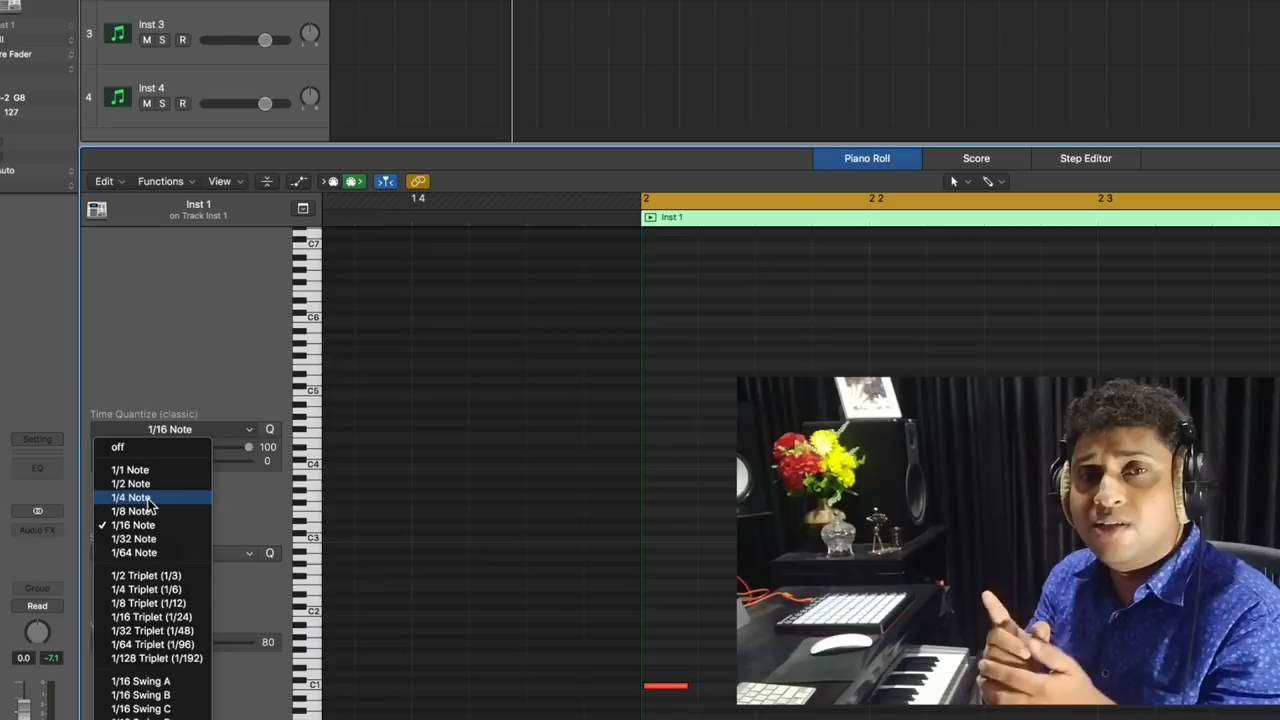 st 1
ll
re Fader
-2 G8
127
Auto
3
Inst 3
M S R
4
Inst 4
M S R
Piano Roll
Score
Step Editor
Edit
Functions
View
Inst 1
on Track Inst 1
1 4
2
2 2
2 3
Inst 1
C7
C6
C5
C4
C3
C2
C1
Time Quantize (classic)
1/16 Note
Q
100
0
Q
80
off
1/1 Note
1/2 Note
1/4 Note
1/8 Note
✓ 1/16 Note
1/32 Note
1/64 Note
1/2 Triplet (1/3)
1/4 Triplet (1/6)
1/8 Triplet (1/12)
1/16 Triplet (1/24)
1/32 Triplet (1/48)
1/64 Triplet (1/96)
1/128 Triplet (1/192)
1/16 Swing A
1/16 Swing B
1/16 Swing C
Setting
EQ
Audio FX
Group
Read
0.0
-7.1